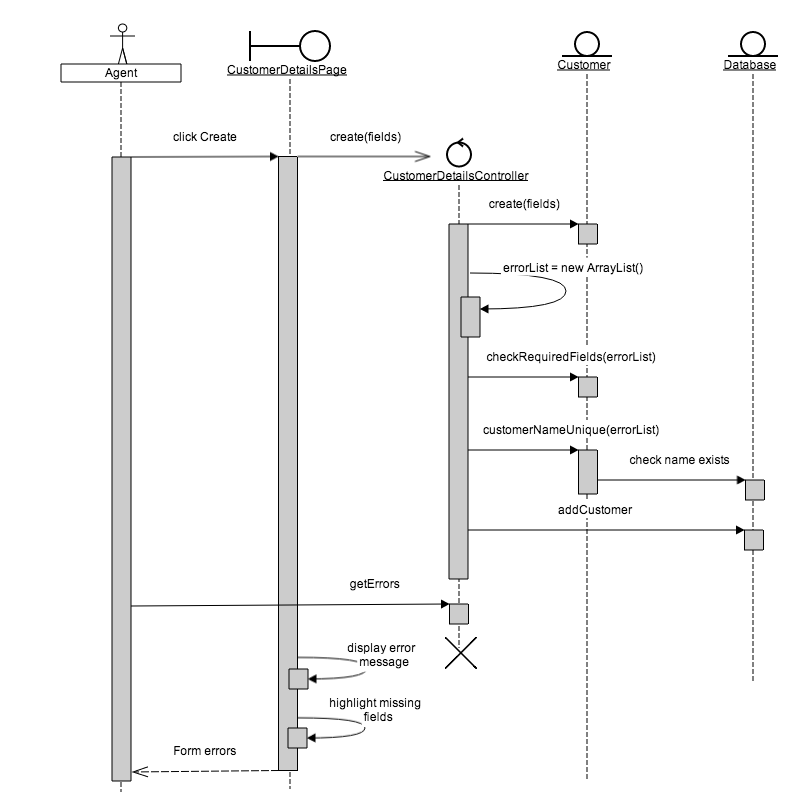 Agent
CustomerDetailsPage
Customer
Database
click Create
create(fields)
CustomerDetailsController
create(fields)
errorList = new ArrayList()
checkRequiredFields(errorList)
customerNameUnique(errorList)
check name exists
addCustomer
getErrors
display error
message
highlight missing
fields
Form errors